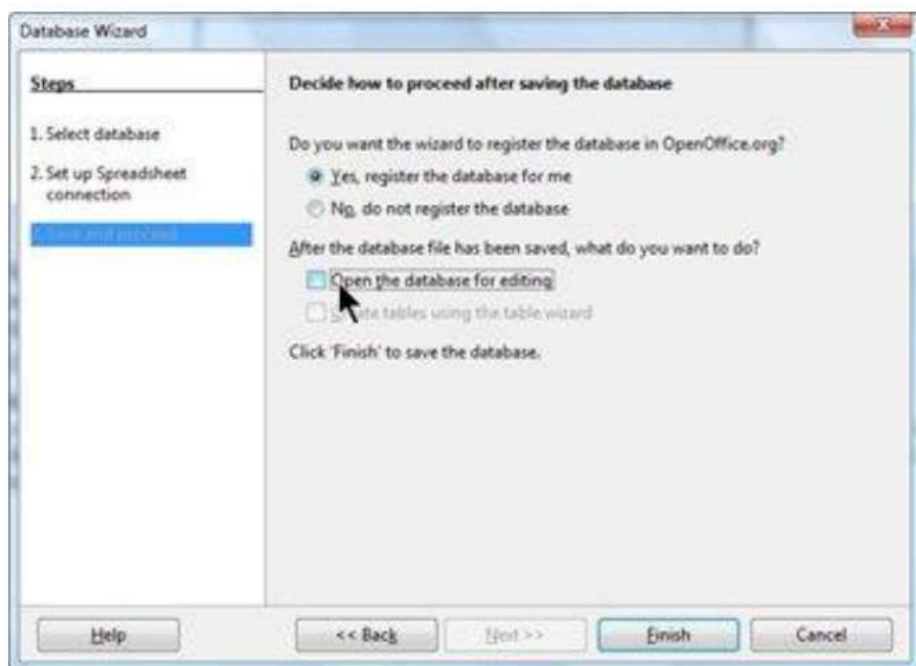 Database Wizard
Steps
1. Select database
2. Set up Spreadsheet
connection
Save and proceed
Decide how to proceed after saving the database
Do you want the wizard to register the database in OpenOffice.org?
Yes, register the database for me
No, do not register the database
After the database file has been saved, what do you want to do?
Open the database for editing
tables using the table wizard
Click 'Finish' to save the database.
Help
<< Back
Next >>
Finish
Cancel